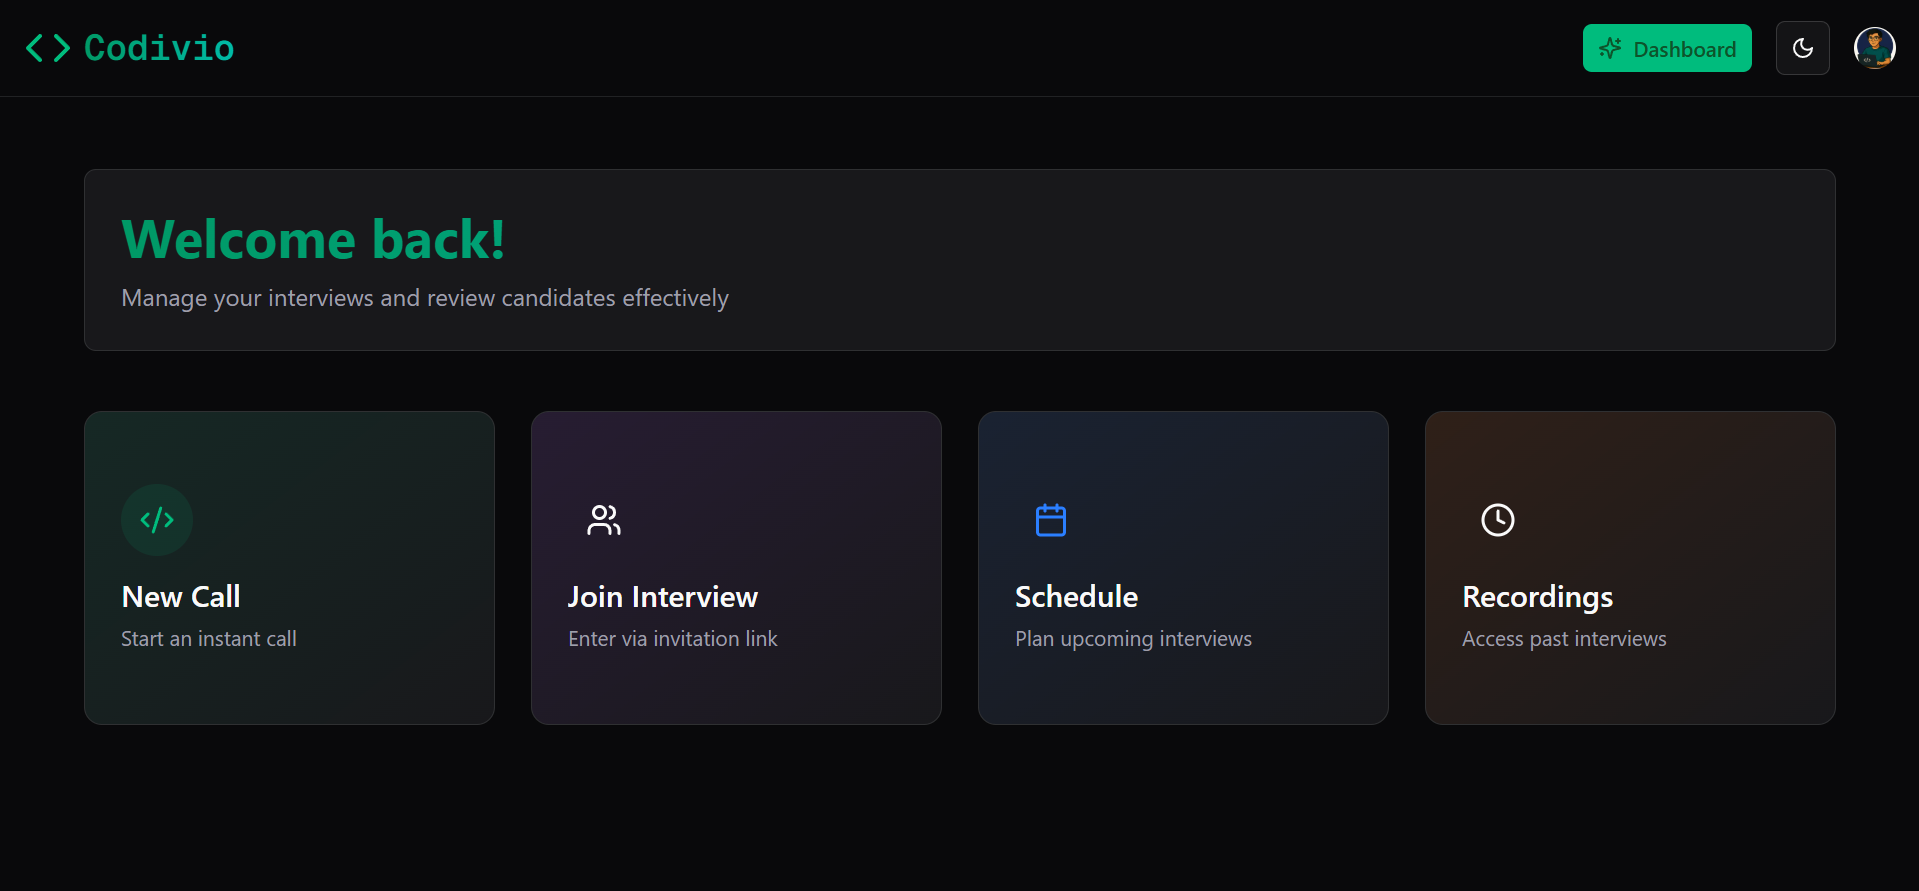 Codivio
Dashboard
Welcome back!
Manage your interviews and review candidates effectively
New Call
Start an instant call
Join Interview
Enter via invitation link
Schedule
Plan upcoming interviews
Recordings
Access past interviews